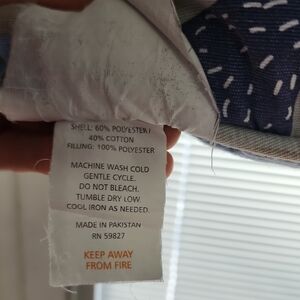 SHELL: 60% POLYESTER/
40% COTTON
FILLING: 100% POLYESTER
MACHINE WASH COLD
GENTLE CYCLE.
DO NOT BLEACH.
TUMBLE DRY LOW
COOL IRON AS NEEDED.
MADE IN PAKISTAN
RN 59827
KEEP AWAY
FROM FIRE